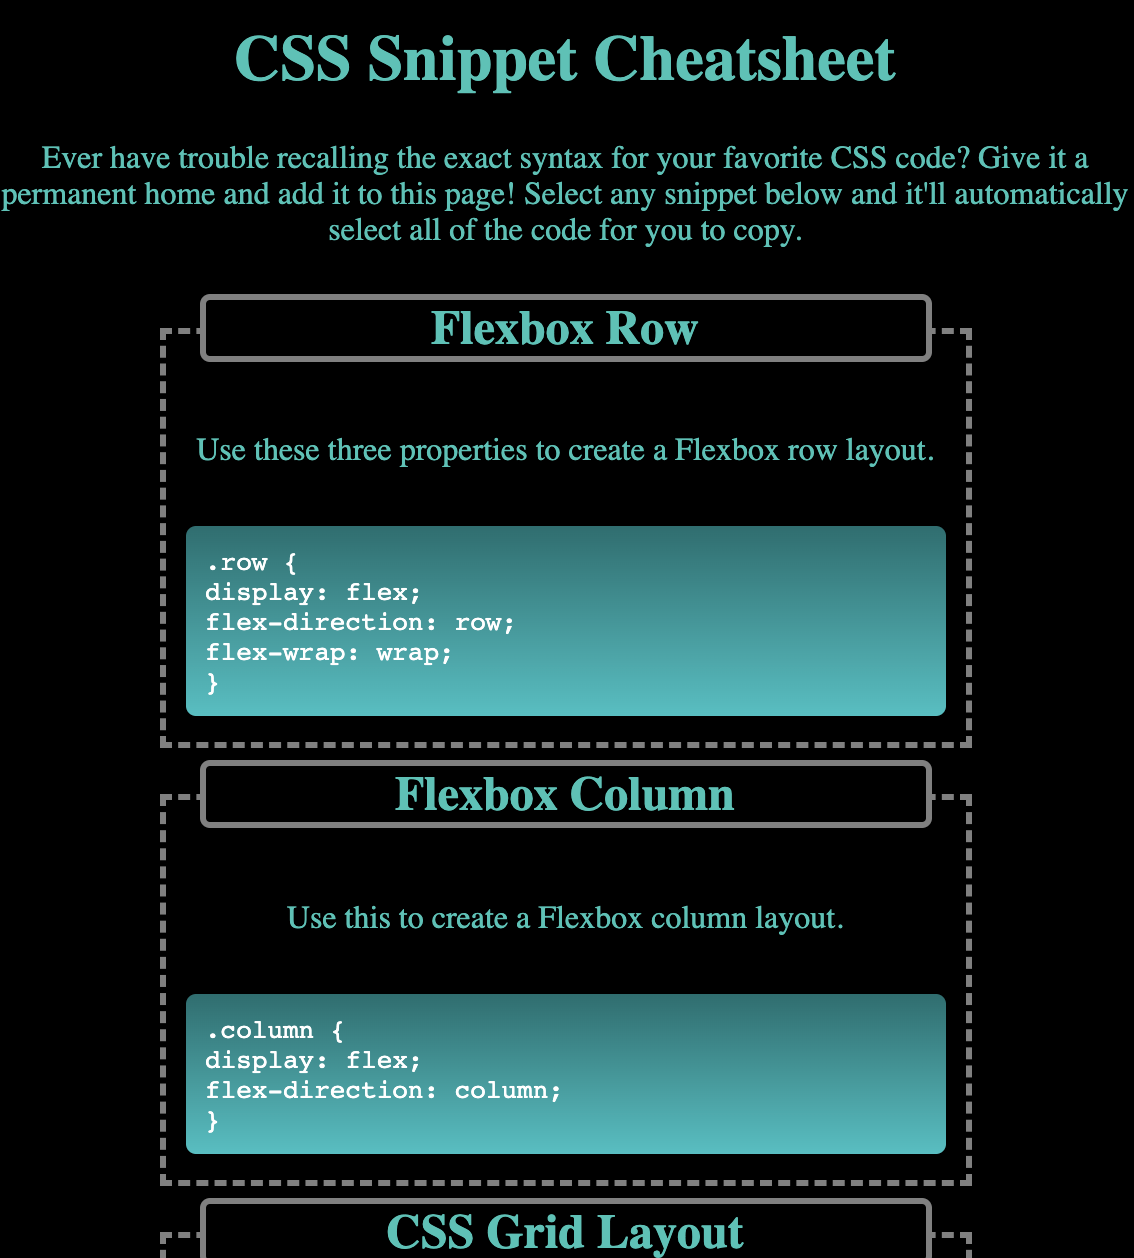 CSS Snippet Cheatsheet
Ever have trouble recalling the exact syntax for your favorite CSS code? Give it a
permanent home and add it to this page! Select any snippet below and it'll automatically
select all of the code for you to copy.
Flexbox Row
Use these three properties to create a Flexbox row layout.
.row {
display: flex;
flex-direction: row;
flex-wrap: wrap;
}
Flexbox Column
Use this to create a Flexbox column layout.
.column {
display: flex;
flex-direction: column;
}
CSS Grid Layout